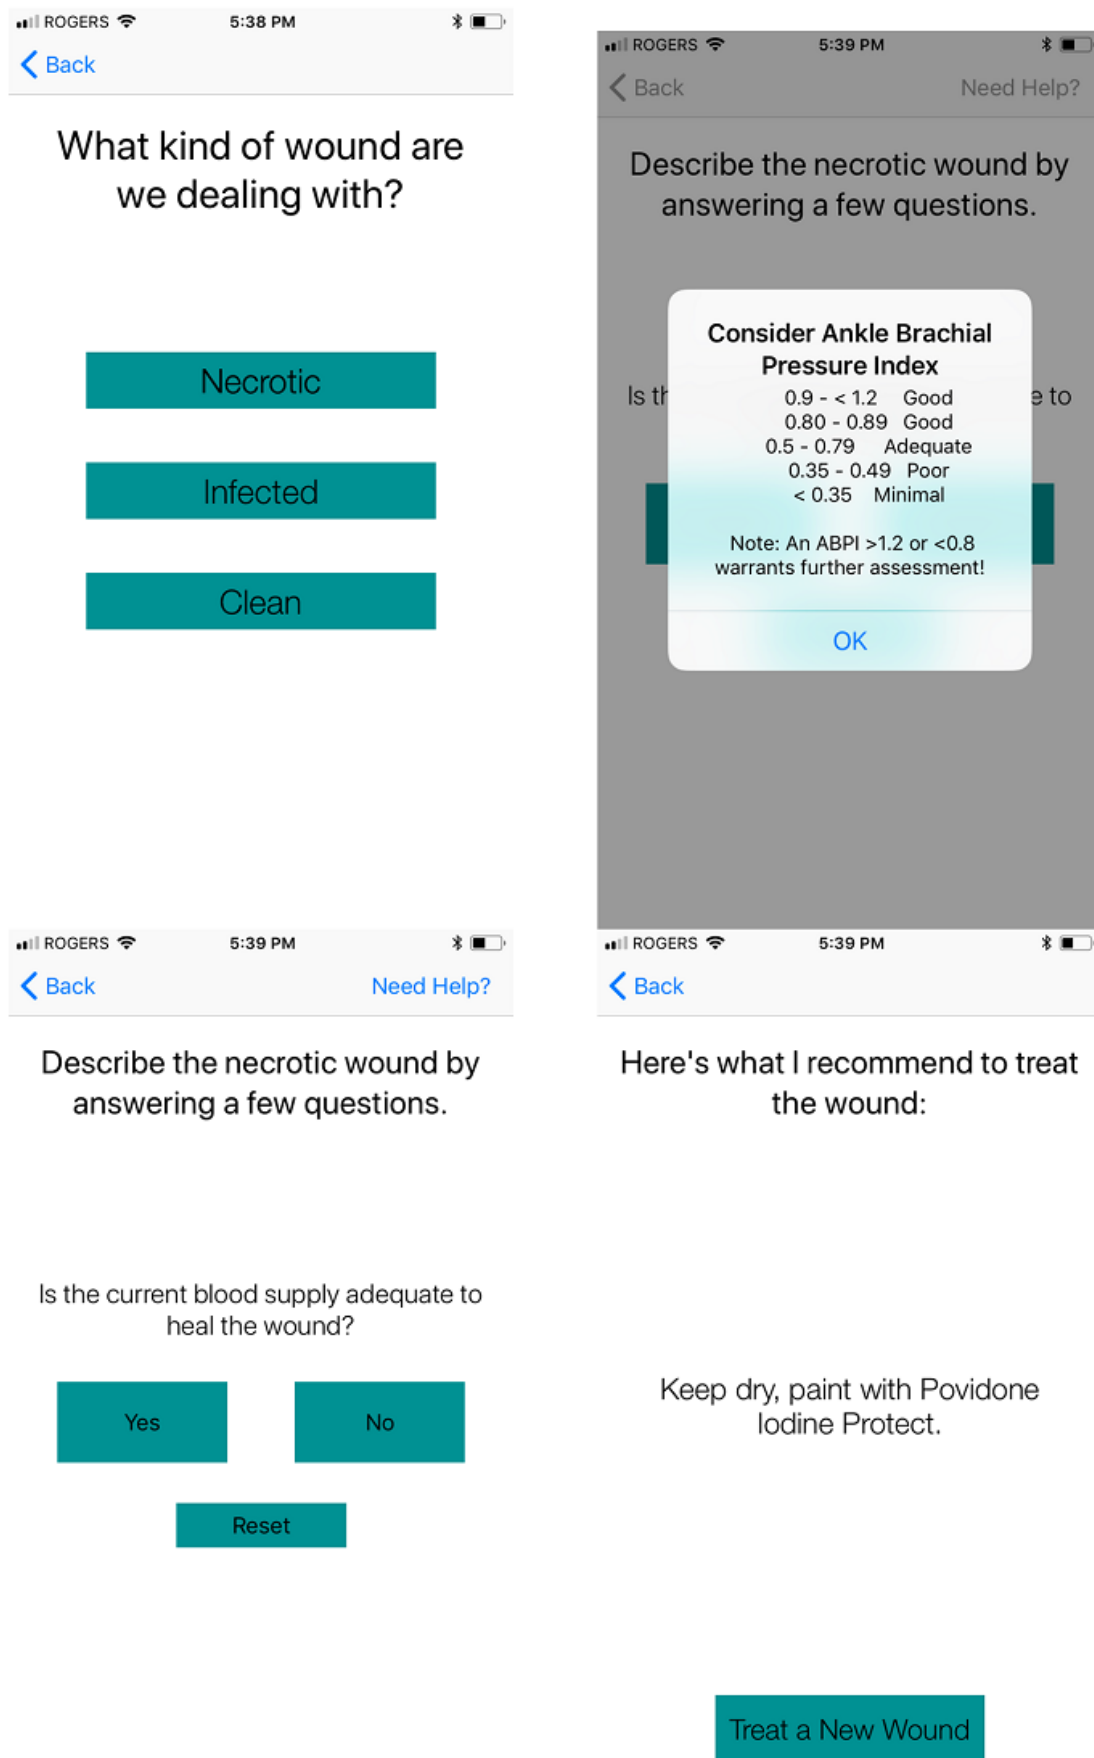 ROGERS 5:38 PM
Back
What kind of wound are
we dealing with?
Necrotic
Infected
Clean
ROGERS 5:39 PM
Back Need Help?
Describe the necrotic wound by
answering a few questions.
Is th
e to
Consider Ankle Brachial
Pressure Index
0.9 - < 1.2 Good
0.80 - 0.89 Good
0.5 - 0.79 Adequate
0.35 - 0.49 Poor
< 0.35 Minimal
Note: An ABPI >1.2 or <0.8
warrants further assessment!
OK
ROGERS 5:39 PM
Back Need Help?
Describe the necrotic wound by
answering a few questions.
Is the current blood supply adequate to
heal the wound?
Yes No
Reset
ROGERS 5:39 PM
Back
Here's what I recommend to treat
the wound:
Keep dry, paint with Povidone
Iodine Protect.
Treat a New Wound